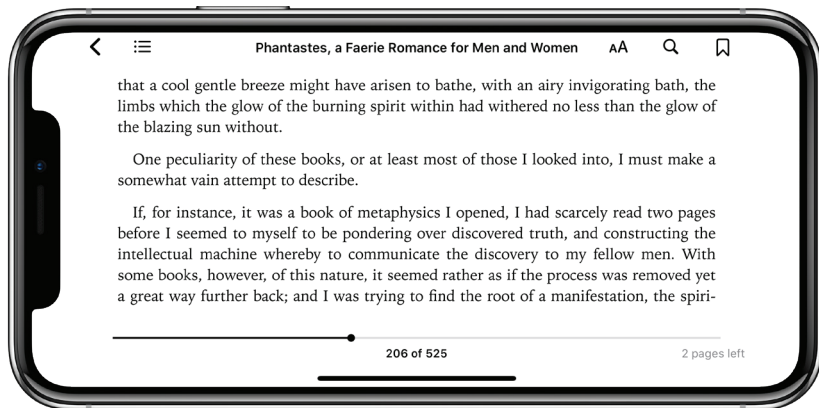 Phantastes, a Faerie Romance for Men and Women AA
that a cool gentle breeze might have arisen to bathe, with an airy invigorating bath, the
limbs which the glow of the burning spirit within had withered no less than the glow of
the blazing sun without.
One peculiarity of these books, or at least most of those I looked into, I must make a
somewhat vain attempt to describe.
If, for instance, it was a book of metaphysics I opened, I had scarcely read two pages
before I seemed to myself to be pondering over discovered truth, and constructing the
intellectual machine whereby to communicate the discovery to my fellow men. With
some books, however, of this nature, it seemed rather as if the process was removed yet
a great way further back; and I was trying to find the root of a manifestation, the spiri-
206 of 525 2 pages left